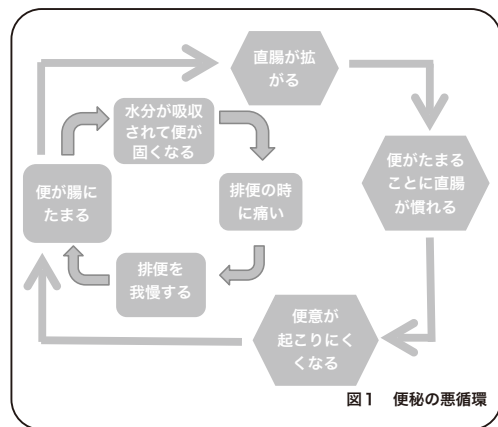 直腸が拡
がる
水分が吸収
されて便が
固くなる
便がたまる
ことに直腸
が慣れる
便が腸に
たまる
排便の時
に痛い
排便を
我慢する
便意が
起こりにく
くなる
図1 便秘の悪循環